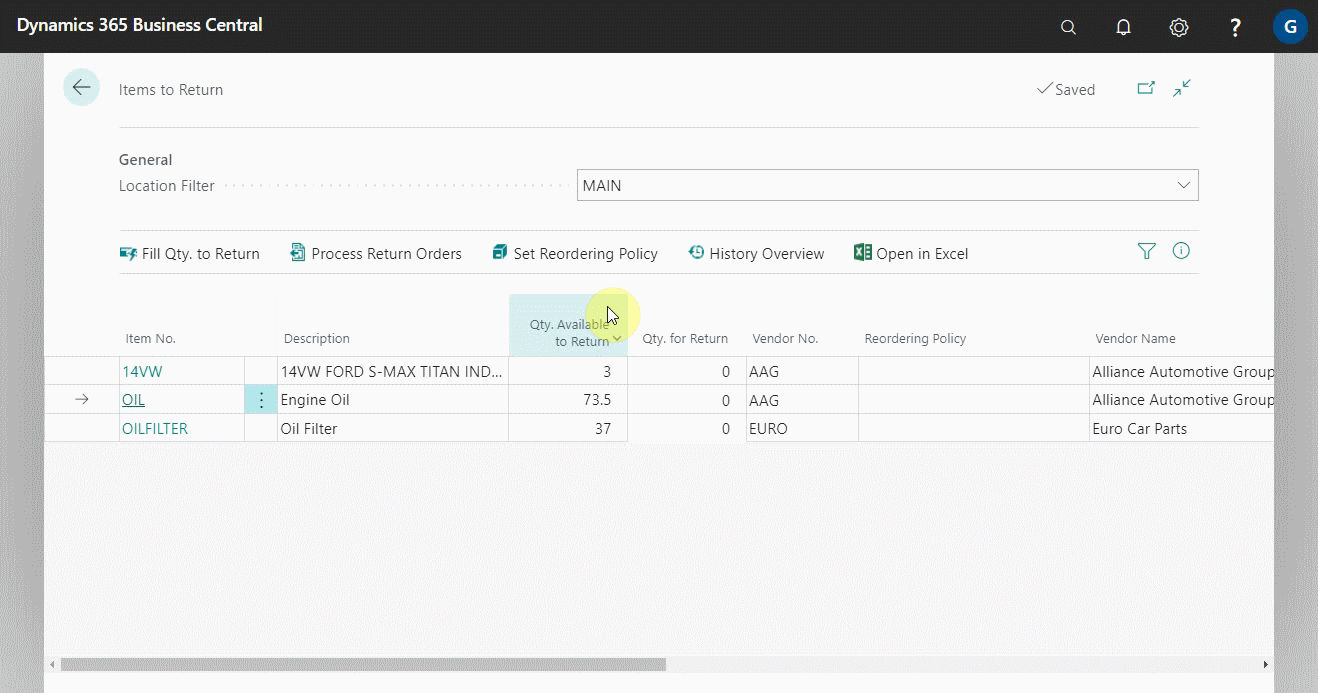 Dynamics 365 Business Central
? G
Items to Return
Saved
General
Location Filter MAIN
Fill Qty. to Return Process Return Orders Set Reordering Policy History Overview Open in Excel
Item No. Description Qty. Available to Return Qty. for Return Vendor No. Reordering Policy Vendor Name
14VW 14VW FORD S-MAX TITAN IND... 3 0 AAG Alliance Automotive Group
OIL Engine Oil 73.5 0 AAG Alliance Automotive Group
OILFILTER Oil Filter 37 0 EURO Euro Car Parts